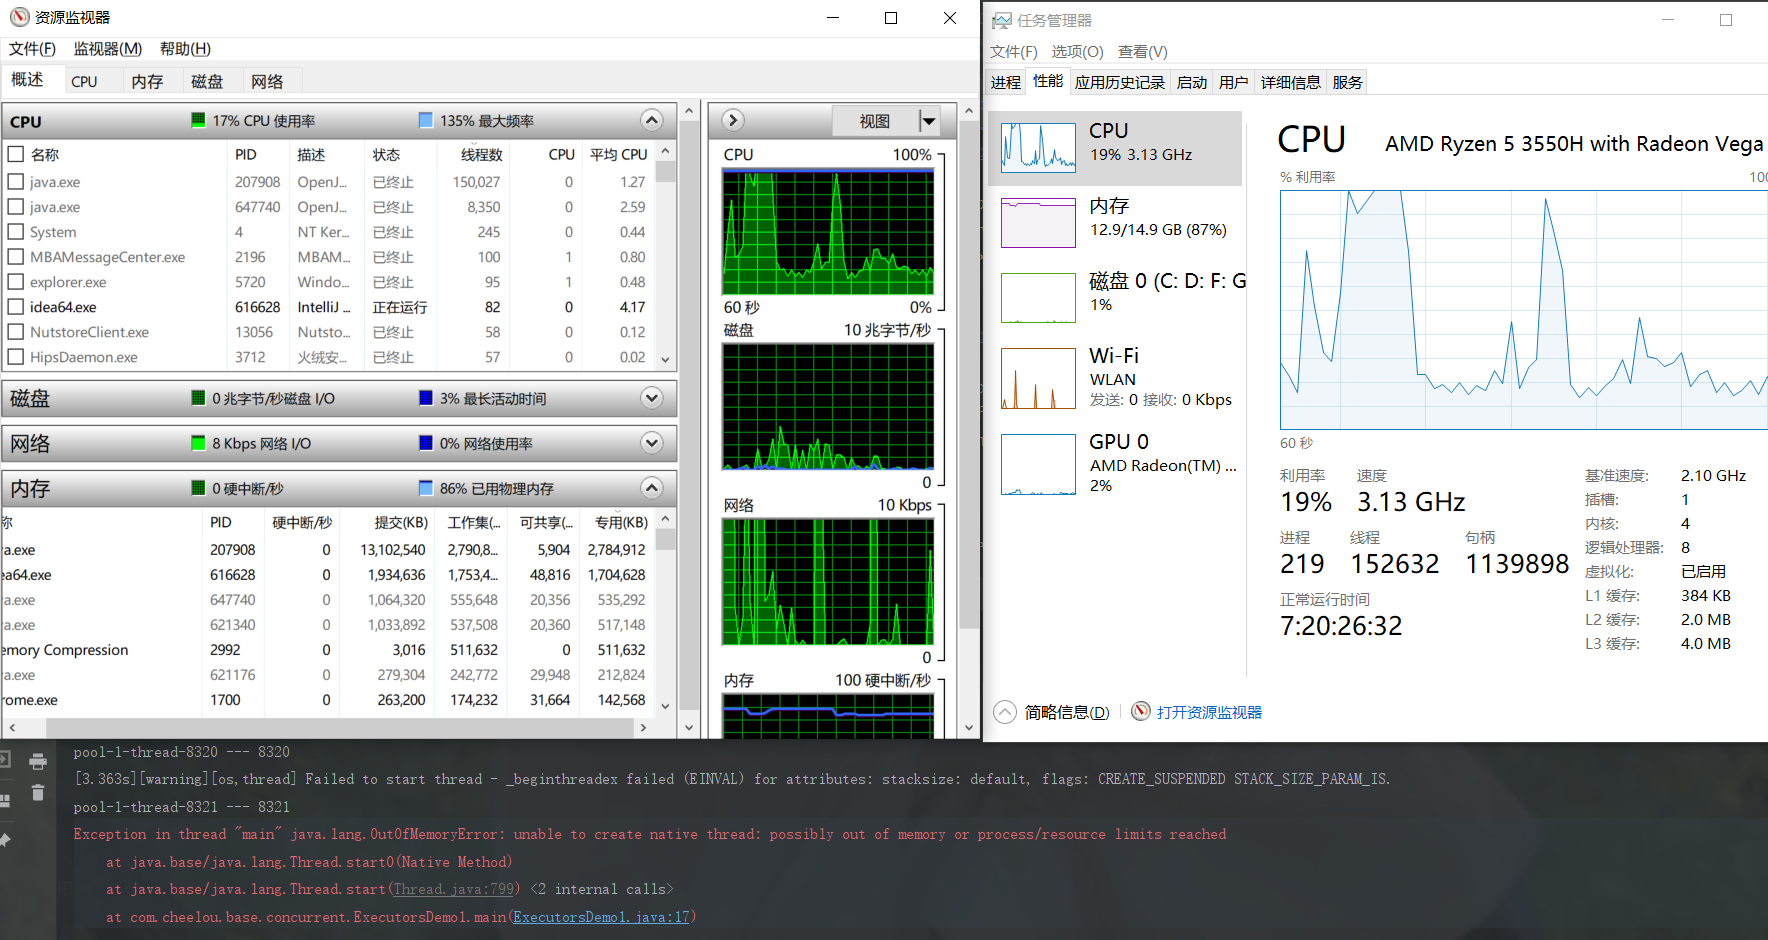 资源监视器
文件(F) 监视器(M) 帮助(H)
概述 CPU 内存 磁盘 网络
CPU 17% CPU 使用率 135% 最大频率
名称 PID 描述 状态 线程数 CPU 平均 CPU
java.exe 207908 OpenJ... 已终止 150,027 0 1.27
java.exe 647740 OpenJ... 已终止 8,350 0 2.59
System 4 NT Ker... 已终止 245 0 0.44
MBAMessageCenter.exe 2196 MBAM... 已终止 100 1 0.80
explorer.exe 5720 Windo... 已终止 95 1 0.48
idea64.exe 616628 IntelliJ ... 正在运行 82 0 4.17
NutstoreClient.exe 13056 Nutsto... 已终止 58 0 0.12
HipsDaemon.exe 3712 火绒安... 已终止 57 0 0.02
磁盘 0 兆字节/秒磁盘 I/O 3% 最长活动时间
网络 8 Kbps 网络 I/O 0% 网络使用率
内存 0 硬中断/秒 86% 已用物理内存
称 PID 硬中断/秒 提交(KB) 工作集(... 可共享(... 专用(KB)
a.exe 207908 0 13,102,540 2,790,8... 5,904 2,784,912
ea64.exe 616628 0 1,934,636 1,753,4... 48,816 1,704,628
a.exe 647740 0 1,064,320 555,648 20,356 535,292
a.exe 621340 0 1,033,892 537,508 20,360 517,148
emory Compression 2992 0 3,016 511,632 0 511,632
a.exe 621176 0 279,304 242,772 29,948 212,824
rome.exe 1700 0 263,200 174,232 31,664 142,568
视图
CPU 100%
60 秒 0%
磁盘 10 兆字节/秒
0
网络 10 Kbps
0
内存 100 硬中断/秒
任务管理器
文件(F) 选项(O) 查看(V)
进程 性能 应用历史记录 启动 用户 详细信息 服务
CPU
19% 3.13 GHz
内存
12.9/14.9 GB (87%)
磁盘 0 (C: D: F: G
1%
Wi-Fi
WLAN
发送: 0 接收: 0 Kbps
GPU 0
AMD Radeon(TM) ...
2%
CPU AMD Ryzen 5 3550H with Radeon Vega
% 利用率 100
60 秒
利用率 速度
19% 3.13 GHz
进程 线程 句柄
219 152632 1139898
正常运行时间
7:20:26:32
基准速度: 2.10 GHz
插槽: 1
内核: 4
逻辑处理器: 8
虚拟化: 已启用
L1 缓存: 384 KB
L2 缓存: 2.0 MB
L3 缓存: 4.0 MB
简略信息(D) 打开资源监视器
pool-1-thread-8320 --- 8320
[3.363s][warning][os,thread] Failed to start thread - _beginthreadex failed (EINVAL) for attributes: stacksize: default, flags: CREATE_SUSPENDED STACK_SIZE_PARAM_IS.
pool-1-thread-8321 --- 8321
Exception in thread "main" java.lang.OutOfMemoryError: unable to create native thread: possibly out of memory or process/resource limits reached
at java.base/java.lang.Thread.start0(Native Method)
at java.base/java.lang.Thread.start(Thread.java:799) <2 internal calls>
at com.cheelou.base.concurrent.ExecutorsDemo1.main(ExecutorsDemo1.java:17)